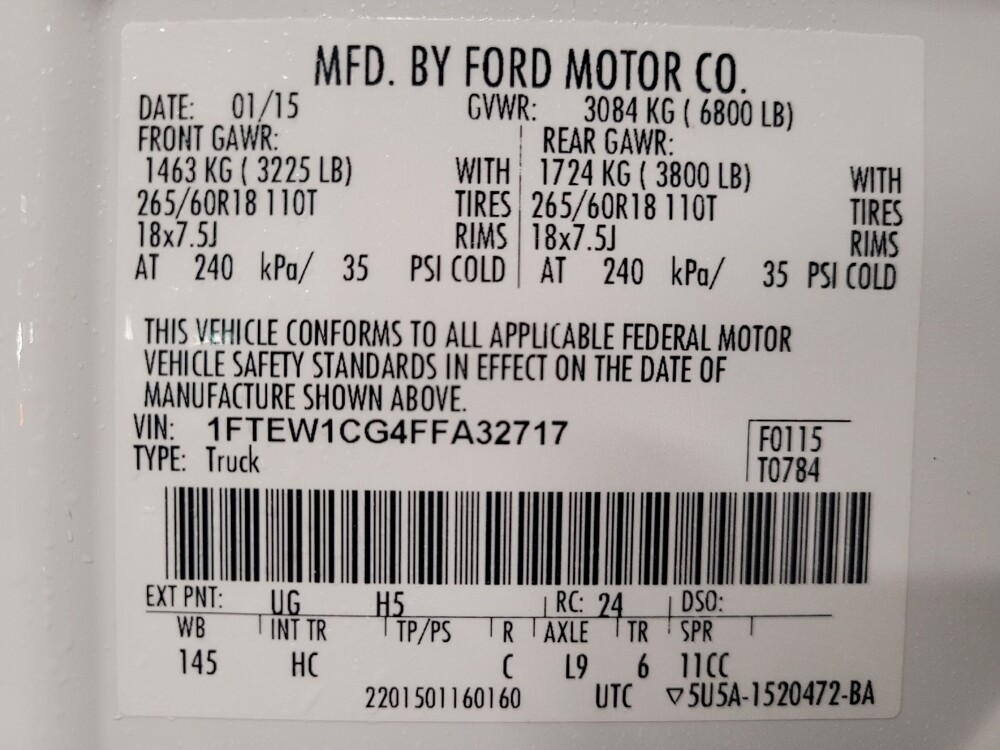 MFD. BY FORD MOTOR CO.
DATE: 01/15 GVWR: 3084 KG ( 6800 LB)
FRONT GAWR: REAR GAWR:
1463 KG ( 3225 LB) WITH 1724 KG ( 3800 LB) WITH
265/60R18 110T TIRES 265/60R18 110T TIRES
18x7.5J RIMS 18x7.5J RIMS
AT 240 kPa/ 35 PSI COLD AT 240 kPa/ 35 PSI COLD
THIS VEHICLE CONFORMS TO ALL APPLICABLE FEDERAL MOTOR
VEHICLE SAFETY STANDARDS IN EFFECT ON THE DATE OF
MANUFACTURE SHOWN ABOVE.
VIN: 1FTEW1CG4FFA32717 F0115
TYPE: Truck T0784
EXT PNT: UG H5 RC: 24 DSO:
WB INT TR TP/PS R AXLE TR SPR
145 HC C L9 6 11CC
2201501160160 UTC ▽5U5A-1520472-BA